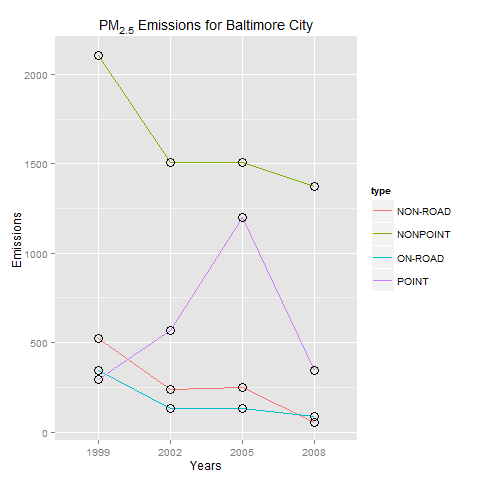 PM2.5 Emissions for Baltimore City
2000
1500
1000
500
0
Emissions
1999 2002 2005 2008
Years
type
NON-ROAD
NONPOINT
ON-ROAD
POINT